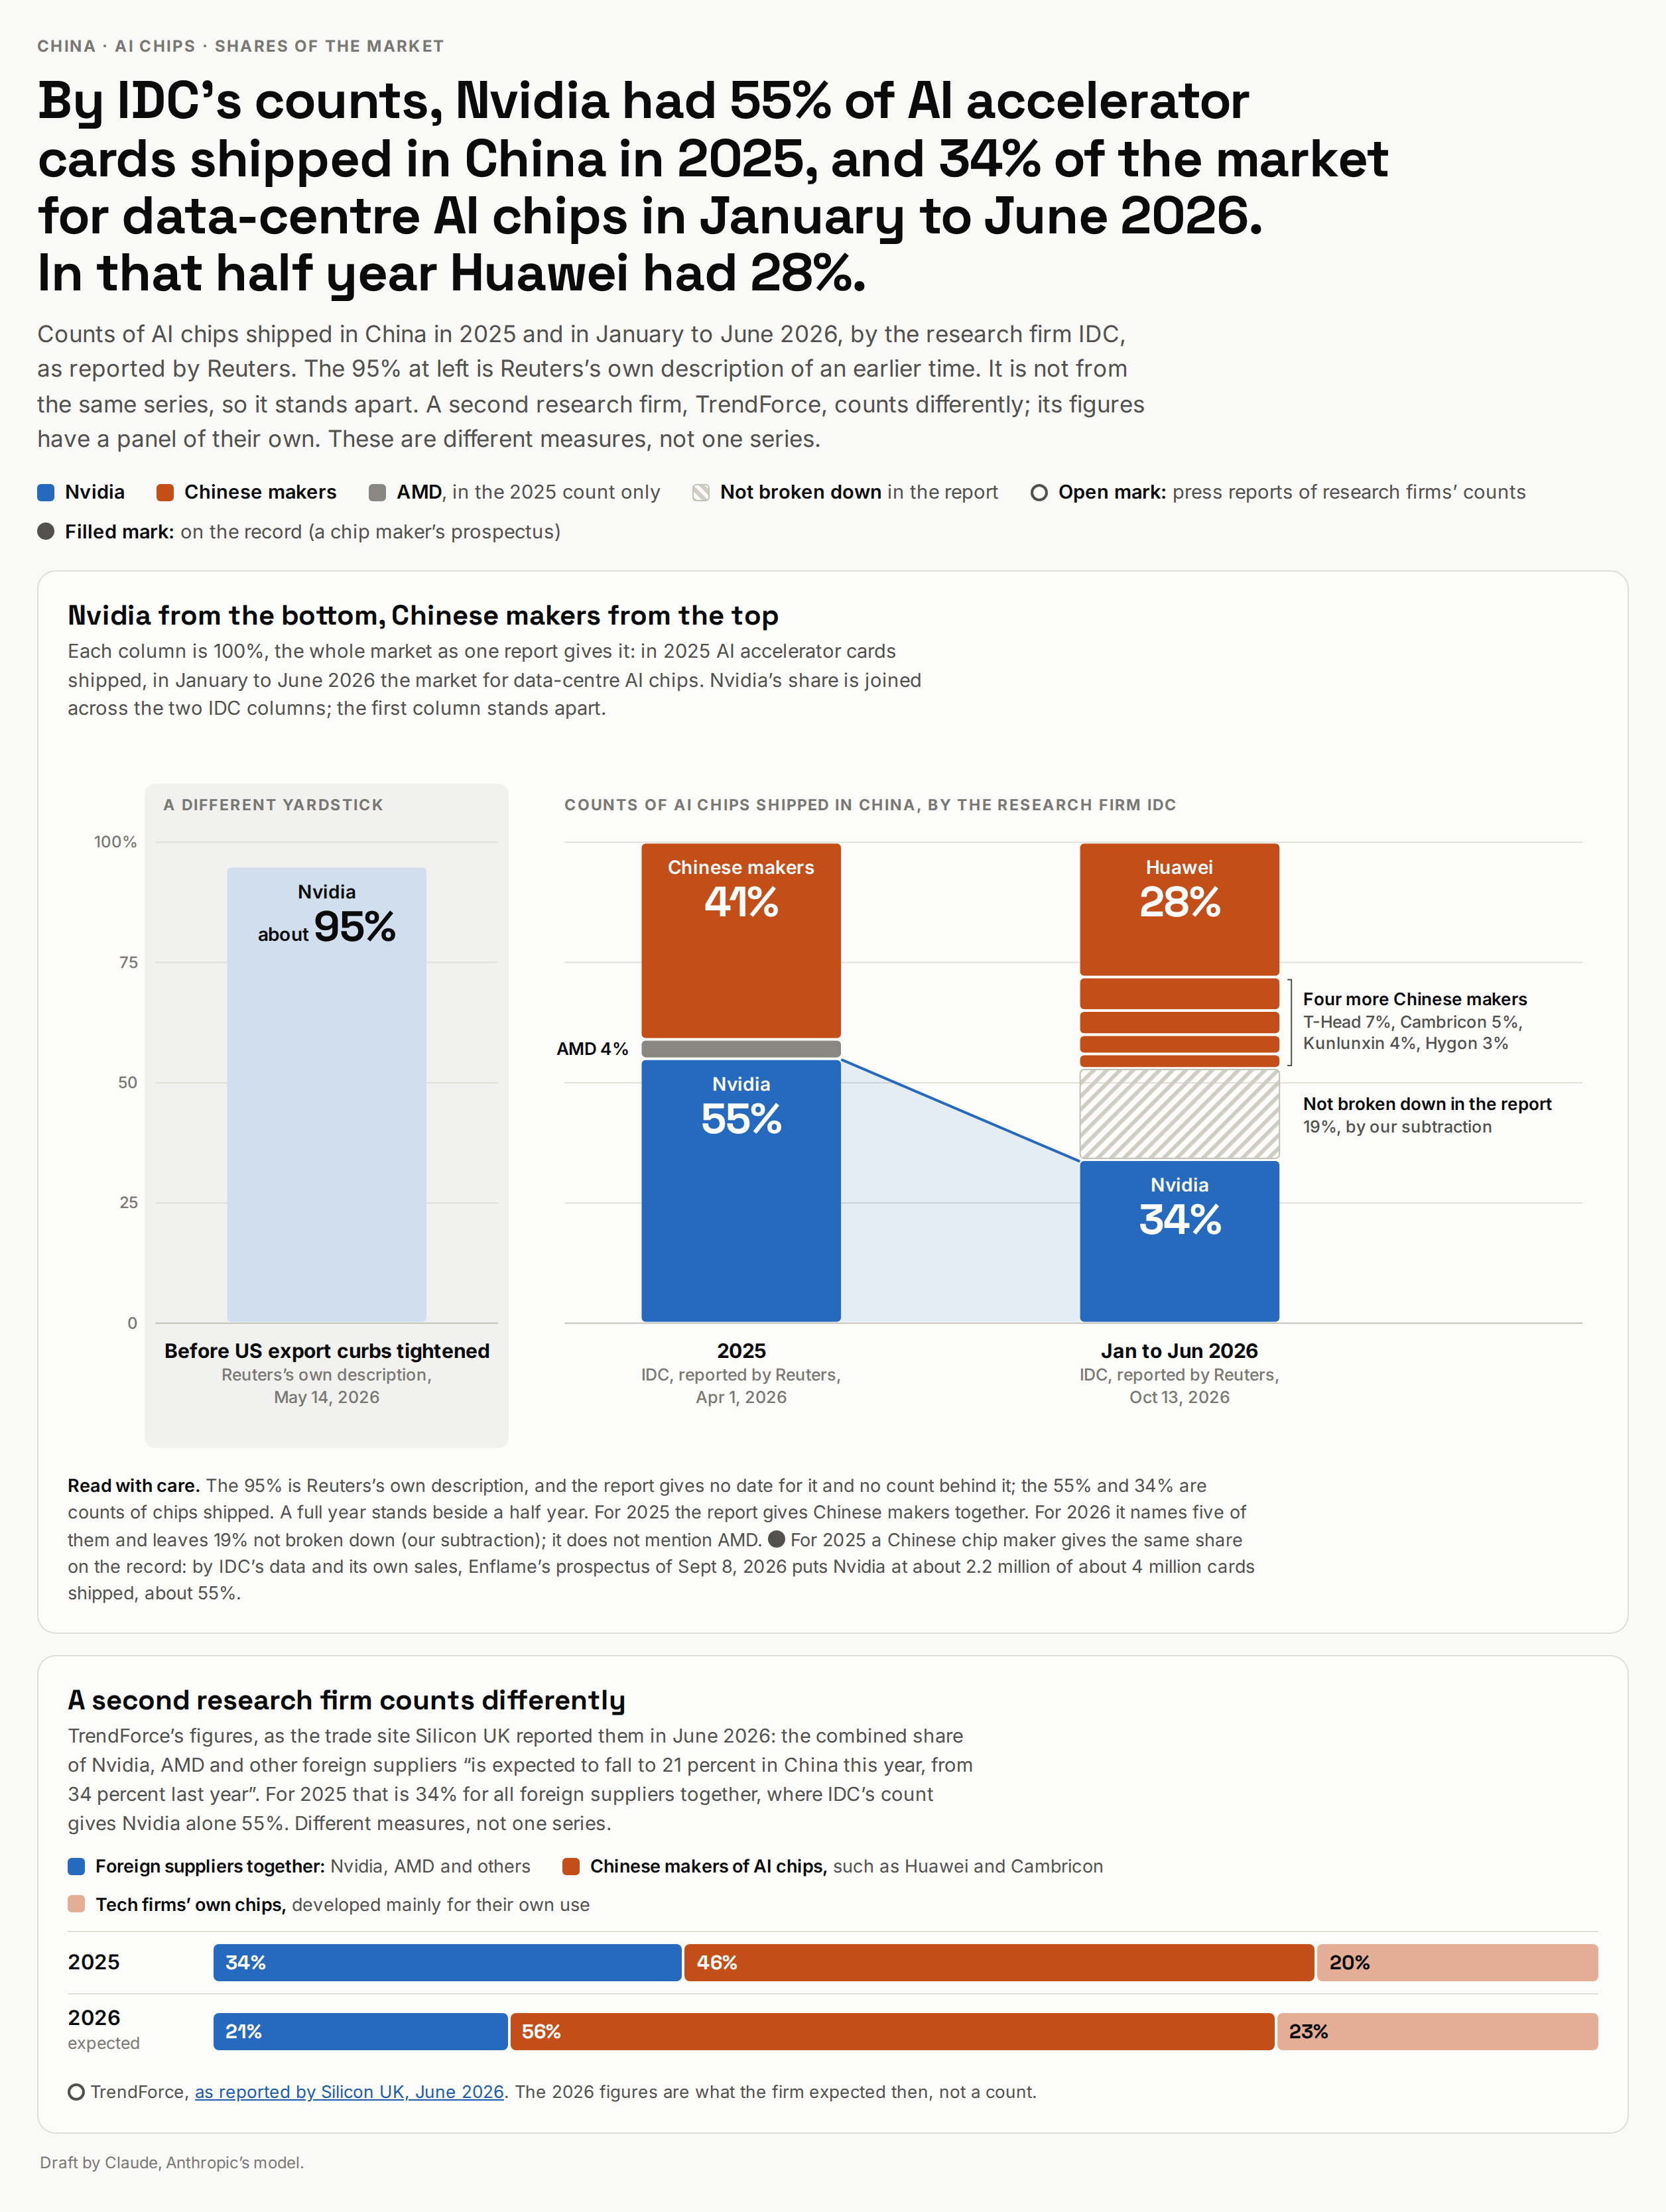 CHINA · AI CHIPS · SHARES OF THE MARKET
By IDC’s counts, Nvidia had 55% of AI accelerator
cards shipped in China in 2025, and 34% of the market
for data-centre AI chips in January to June 2026.
In that half year Huawei had 28%.
Counts of AI chips shipped in China in 2025 and in January to June 2026, by the research firm IDC,
as reported by Reuters. The 95% at left is Reuters’s own description of an earlier time. It is not from
the same series, so it stands apart. A second research firm, TrendForce, counts differently; its figures
have a panel of their own. These are different measures, not one series.
Nvidia Chinese makers AMD, in the 2025 count only Not broken down in the report Open mark: press reports of research firms’ counts
Filled mark: on the record (a chip maker’s prospectus)
Nvidia from the bottom, Chinese makers from the top
Each column is 100%, the whole market as one report gives it: in 2025 AI accelerator cards
shipped, in January to June 2026 the market for data-centre AI chips. Nvidia’s share is joined
across the two IDC columns; the first column stands apart.
A DIFFERENT YARDSTICK
COUNTS OF AI CHIPS SHIPPED IN CHINA, BY THE RESEARCH FIRM IDC
100%
75
50
25
0
Nvidia
about 95%
Before US export curbs tightened
Reuters’s own description,
May 14, 2026
Chinese makers
41%
AMD 4%
Nvidia
55%
2025
IDC, reported by Reuters,
Apr 1, 2026
Huawei
28%
Four more Chinese makers
T-Head 7%, Cambricon 5%,
Kunlunxin 4%, Hygon 3%
Not broken down in the report
19%, by our subtraction
Nvidia
34%
Jan to Jun 2026
IDC, reported by Reuters,
Oct 13, 2026
Read with care. The 95% is Reuters’s own description, and the report gives no date for it and no count behind it; the 55% and 34% are
counts of chips shipped. A full year stands beside a half year. For 2025 the report gives Chinese makers together. For 2026 it names five of
them and leaves 19% not broken down (our subtraction); it does not mention AMD. For 2025 a Chinese chip maker gives the same share
on the record: by IDC’s data and its own sales, Enflame’s prospectus of Sept 8, 2026 puts Nvidia at about 2.2 million of about 4 million cards
shipped, about 55%.
A second research firm counts differently
TrendForce’s figures, as the trade site Silicon UK reported them in June 2026: the combined share
of Nvidia, AMD and other foreign suppliers “is expected to fall to 21 percent in China this year, from
34 percent last year”. For 2025 that is 34% for all foreign suppliers together, where IDC’s count
gives Nvidia alone 55%. Different measures, not one series.
Foreign suppliers together: Nvidia, AMD and others Chinese makers of AI chips, such as Huawei and Cambricon
Tech firms’ own chips, developed mainly for their own use
2025 34% 46% 20%
2026 21% 56% 23%
expected
TrendForce, as reported by Silicon UK, June 2026. The 2026 figures are what the firm expected then, not a count.
Draft by Claude, Anthropic’s model.